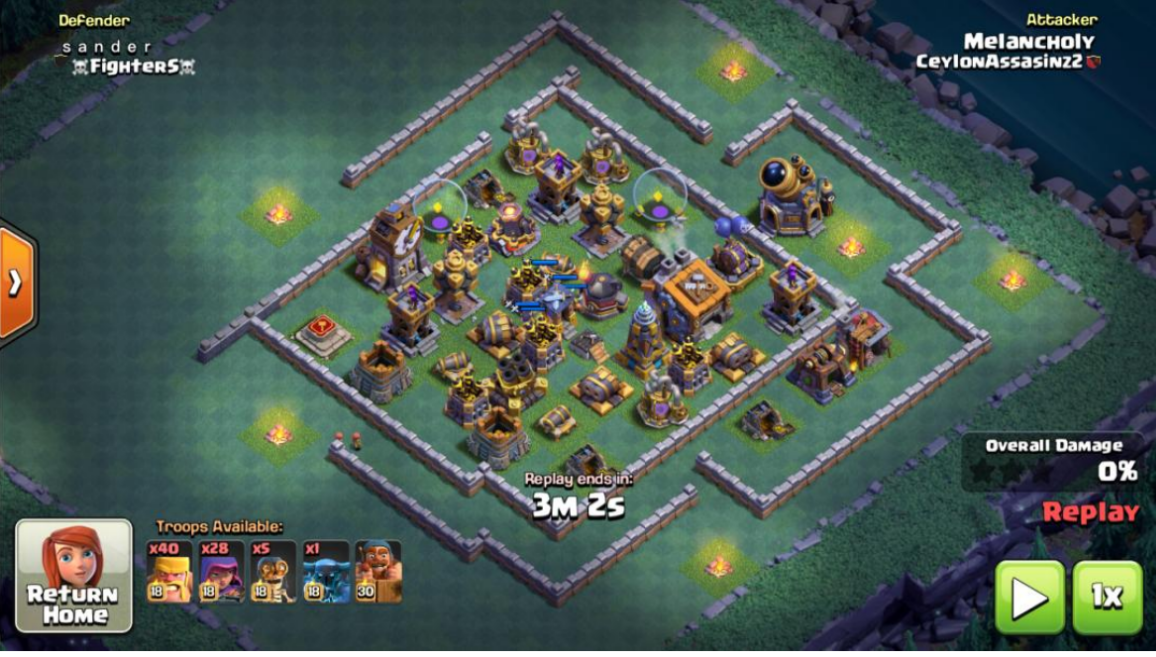 Defender
sander
☠FighterS☠
Attacker
Melancholy
CeylonAssasinz2
Overall Damage
0%
Replay
Replay ends in:
3M 2S
Troops Available:
x40
x28
x5
x1
18
18
18
18
30
Return
Home
1x